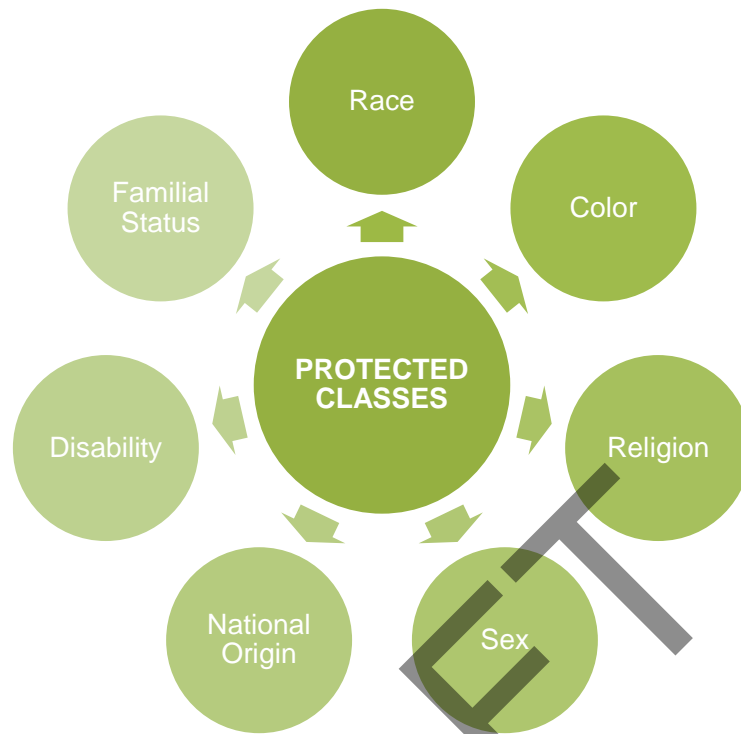 Race
Color
Religion
Sex
National
Origin
Disability
Familial
Status
PROTECTED
CLASSES